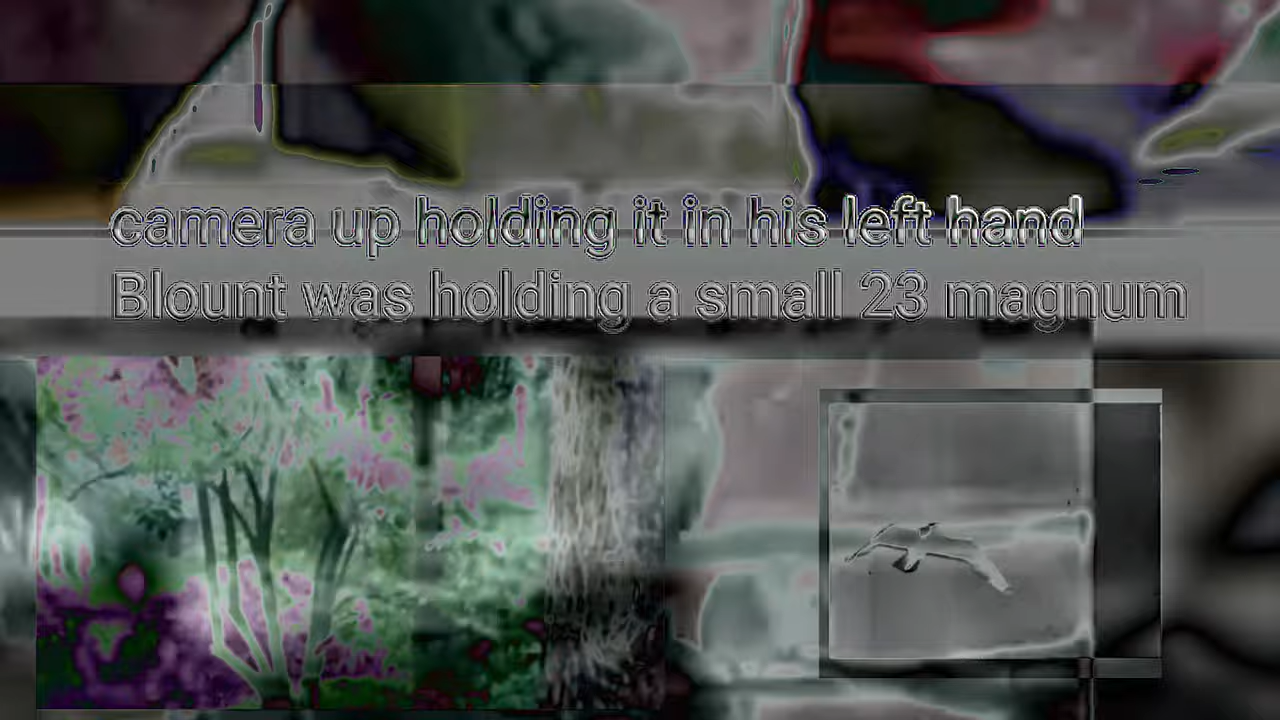 camera up holding it in his left hand
Blount was holding a small 23 magnum